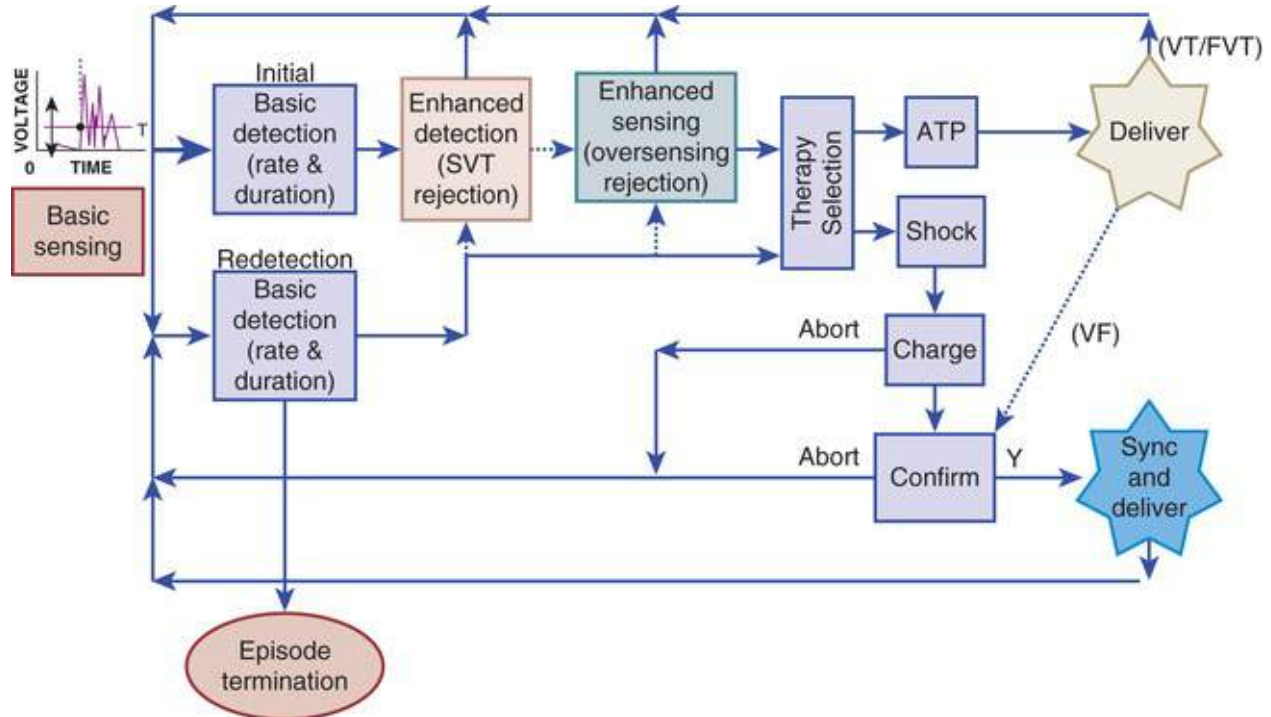 VOLTAGE
T
0
TIME
Basic
sensing
Initial
Basic
detection
(rate &
duration)
Enhanced
detection
(SVT
rejection)
Enhanced
sensing
(oversensing
rejection)
Therapy
Selection
ATP
Deliver
(VT/FVT)
Shock
Redetection
Basic
detection
(rate &
duration)
Abort
Charge
(VF)
Abort
Confirm
Y
Sync
and
deliver
Episode
termination